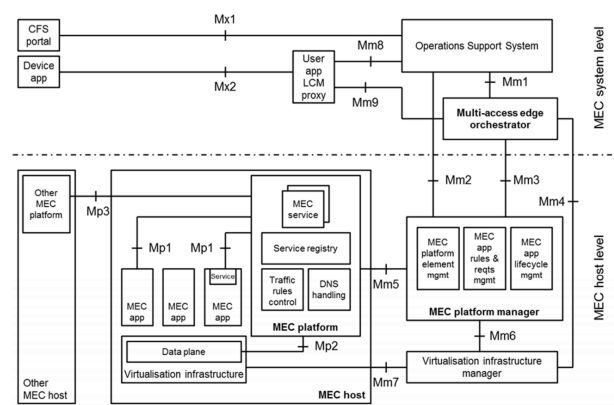 CFS
portal
Device
app
Mx1
Mx2
User
app
LCM
proxy
Mm8
Mm9
Operations Support System
Mm1
Multi-access edge
orchestrator
MEC system level
Mm2
Mm3
Mm4
MEC host level
Other
MEC
platform
Mp3
Other
MEC host
Mp1
Mp1
MEC
app
MEC
app
Service
MEC
app
MEC
service
Service registry
Traffic
rules
control
DNS
handling
MEC platform
Mp2
Data plane
Virtualisation infrastructure
MEC host
Mm5
MEC
platform
element
mgmt
MEC
app
rules &
reqts
mgmt
MEC
app
lifecycle
mgmt
MEC platform manager
Mm6
Mm7
Virtualisation infrastructure
manager